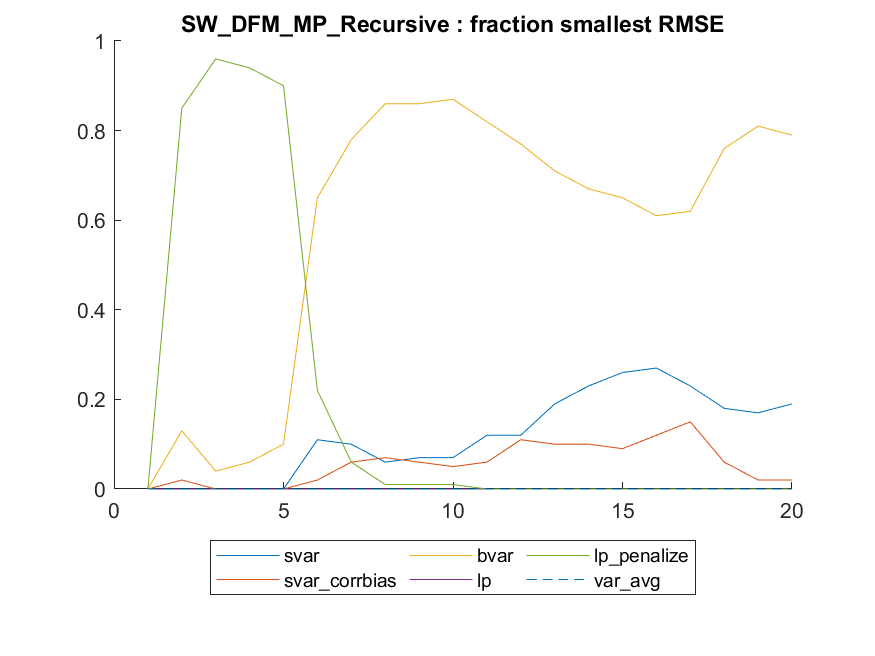 SW_DFM_MP_Recursive : fraction smallest RMSE
1
0.8
0.6
0.4
0.2
0
0 5 10 15 20
svar bvar lp_penalize
svar_corrbias lp var_avg